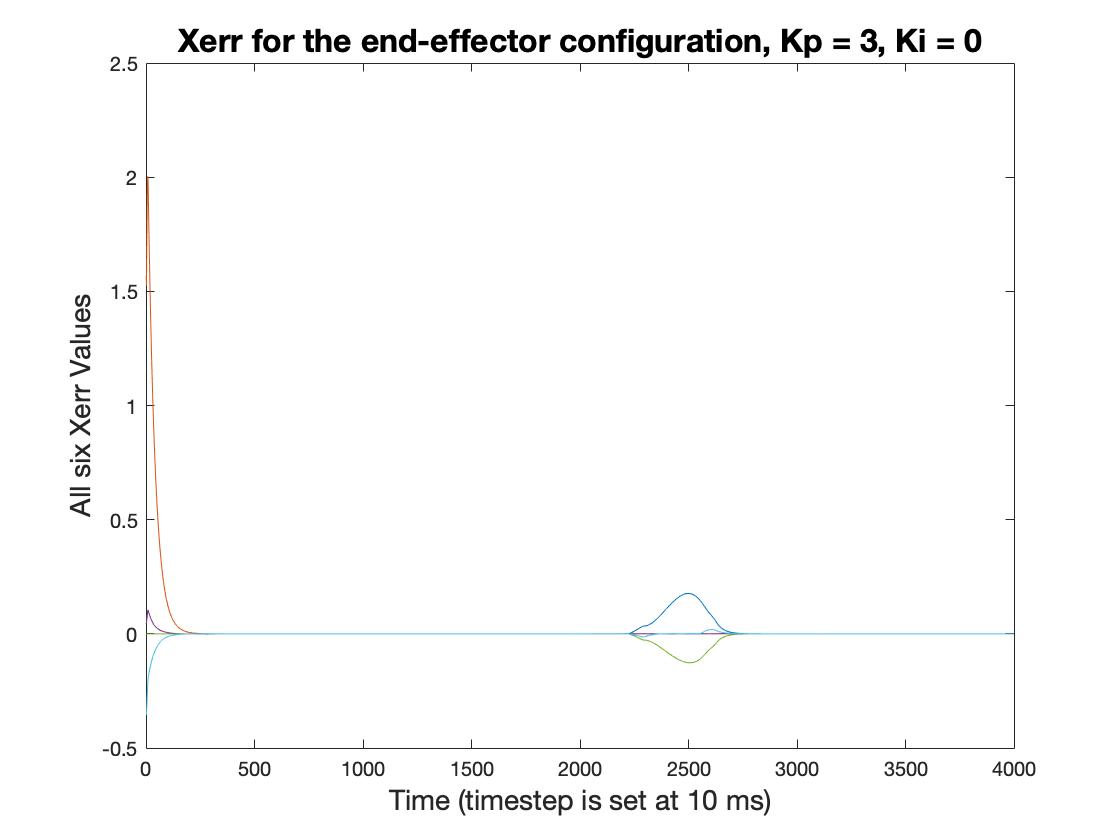 Xerr for the end-effector configuration, Kp = 3, Ki = 0
2.5
2
1.5
1
0.5
0
-0.5
All six Xerr Values
0 500 1000 1500 2000 2500 3000 3500 4000
Time (timestep is set at 10 ms)